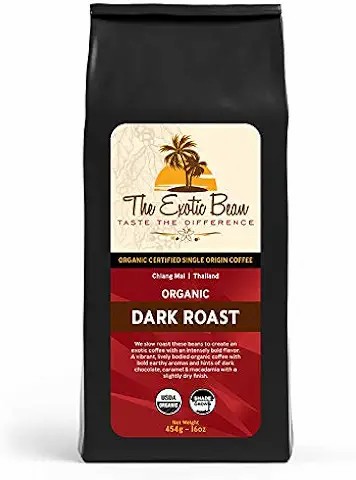 The Exotic Bean
TASTE THE DIFFERENCE
ORGANIC CERTIFIED SINGLE ORIGIN COFFEE
Chiang Mai | Thailand
ORGANIC
DARK ROAST
We slow roast these beans to create an
exotic coffee with an intensely bold flavor.
A vibrant, lively bodied organic coffee with
bold earthy aromas and hints of dark
chocolate, caramel & macadamia with a
slightly dry finish.
USDA
ORGANIC
SHADE
GROWN
Net Weight
454g - 16oz